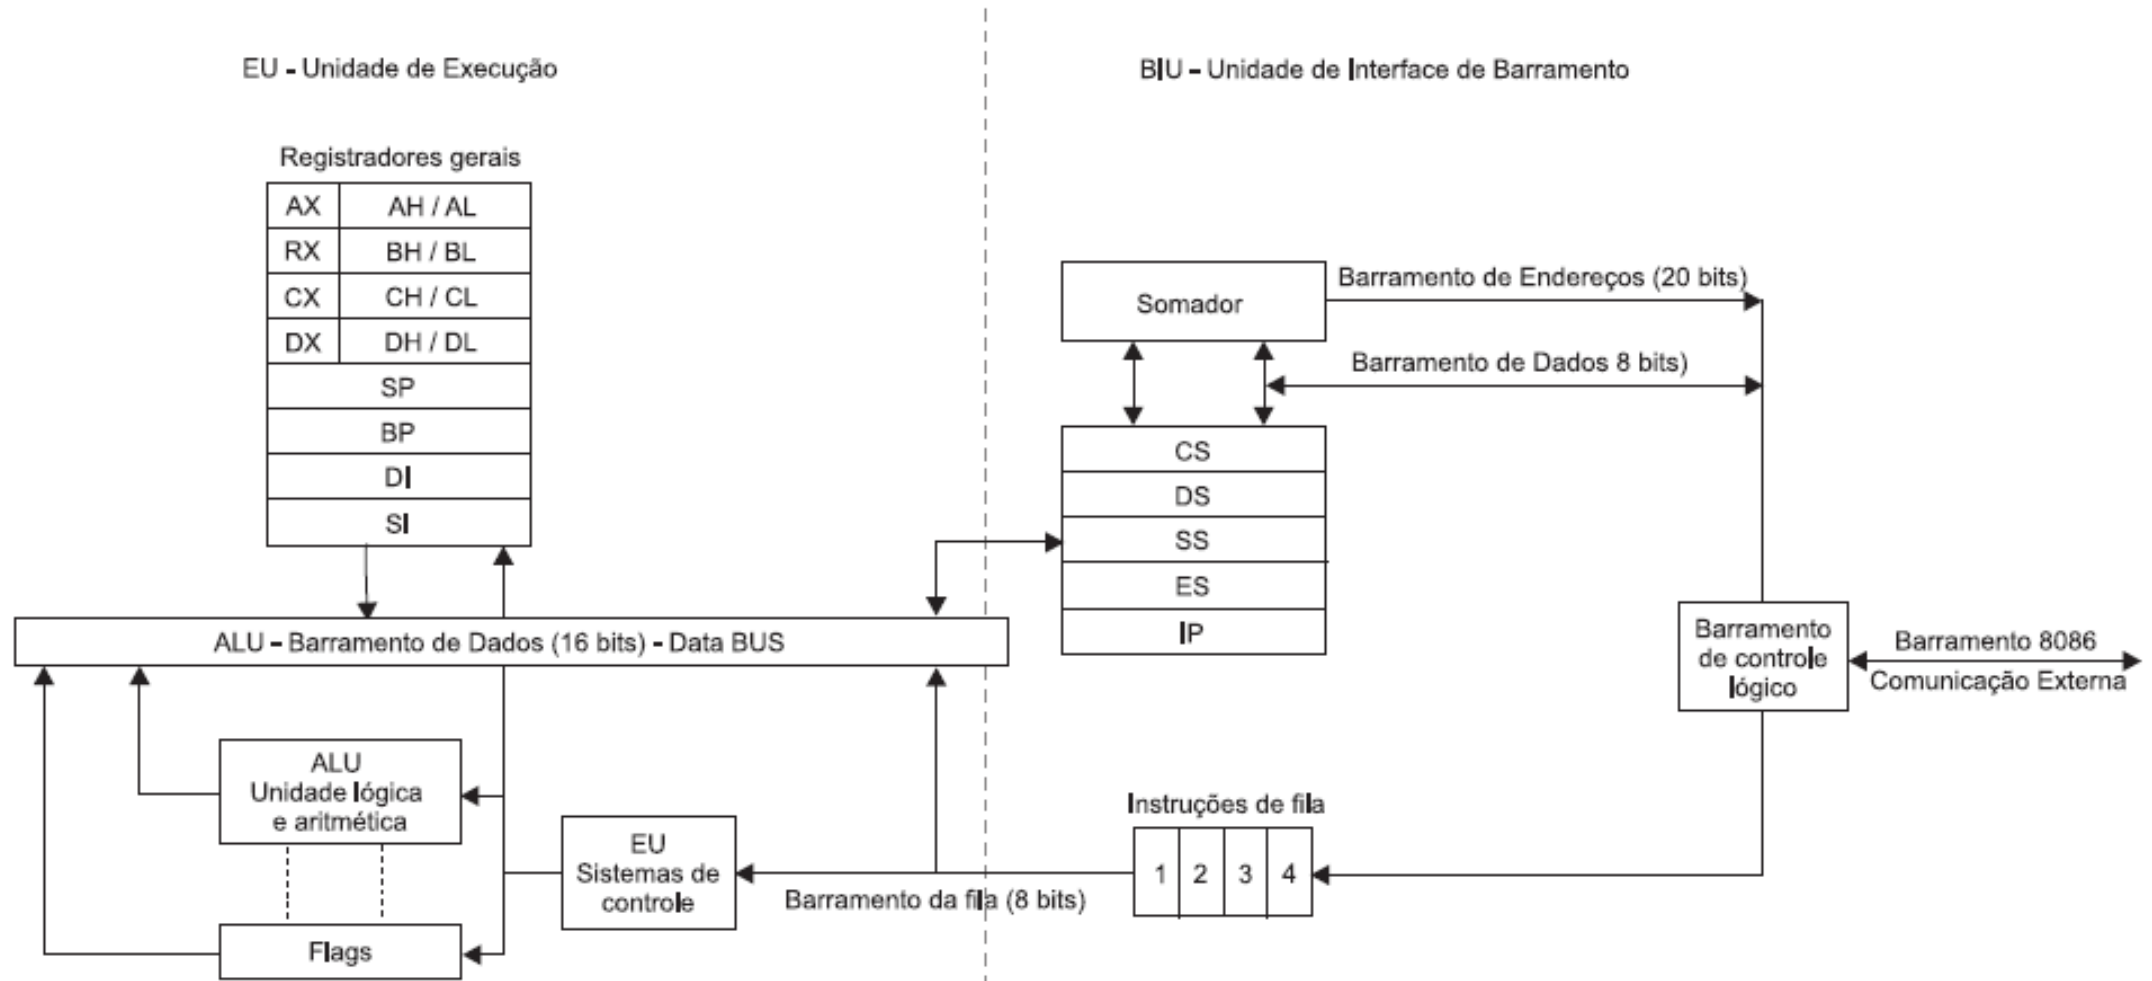 EU - Unidade de Execução
BIU - Unidade de Interface de Barramento
Registradores gerais
AX AH / AL
RX BH / BL
CX CH / CL
DX DH / DL
SP
BP
DI
SI
Somador
Barramento de Endereços (20 bits)
Barramento de Dados 8 bits)
CS
DS
SS
ES
IP
ALU - Barramento de Dados (16 bits) - Data BUS
Barramento
de controle
lógico
Barramento 8086
Comunicação Externa
ALU
Unidade lógica
e aritmética
Flags
EU
Sistemas de
controle
Barramento da fila (8 bits)
Instruções de fila
1 2 3 4